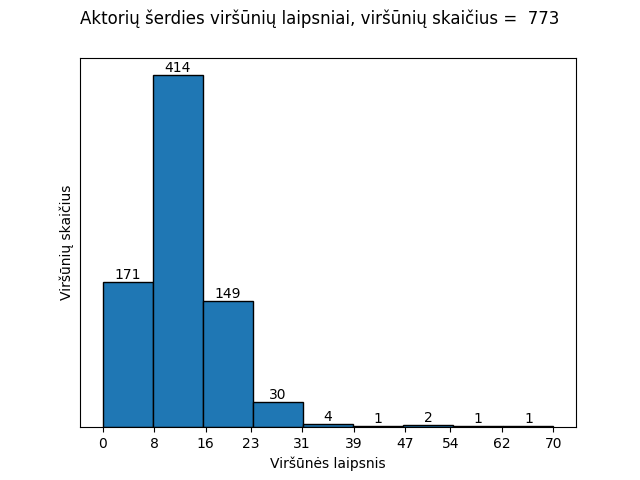 Aktorių šerdies viršūnių laipsniai, viršūnių skaičius =  773
Viršūnių skaičius
414
171
149
30
4
1
2
1
1
0 8 16 23 31 39 47 54 62 70
Viršūnės laipsnis